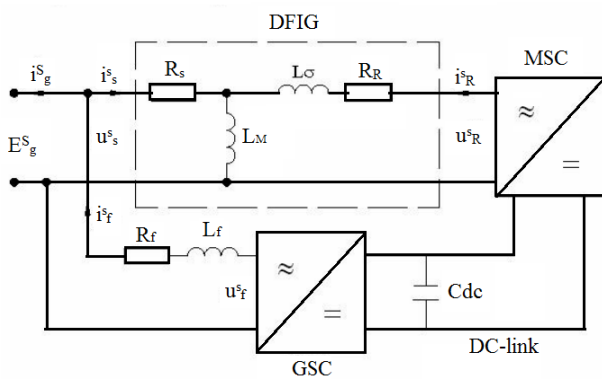 DFIG
MSC
i^S_g
i^s_s
R_s
Lσ
R_R
i^s_R
≈
=
E^S_g
u^s_s
L_M
u^s_R
i^s_f
R_f
L_f
u^s_f
≈
=
Cdc
GSC
DC-link